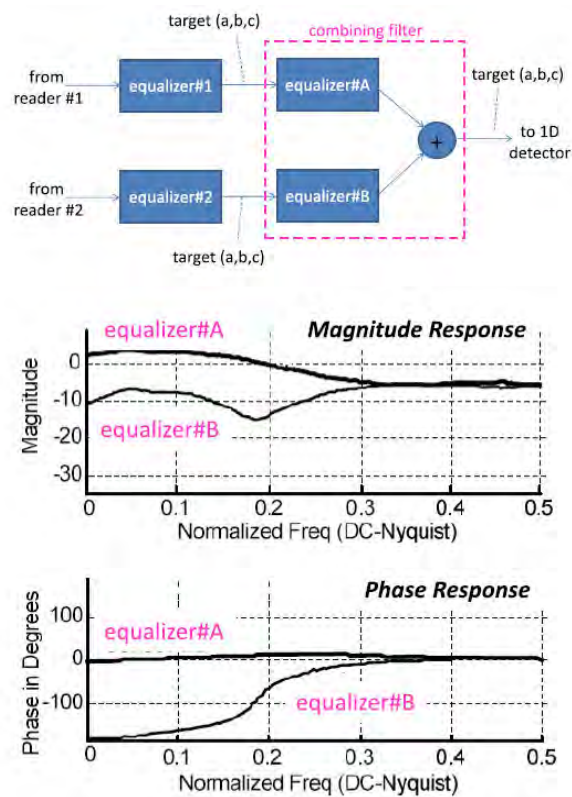 target (a,b,c)
combining filter
from
reader #1
equalizer#1
equalizer#A
target (a,b,c)
+
to 1D
detector
from
reader #2
equalizer#2
equalizer#B
target (a,b,c)
equalizer#A
Magnitude Response
Magnitude
0
-10
-20
-30
equalizer#B
0
0.1
0.2
0.3
0.4
0.5
Normalized Freq (DC-Nyquist)
Phase Response
Phase in Degrees
100
0
-100
equalizer#A
equalizer#B
0
0.1
0.2
0.3
0.4
0.5
Normalized Freq (DC-Nyquist)